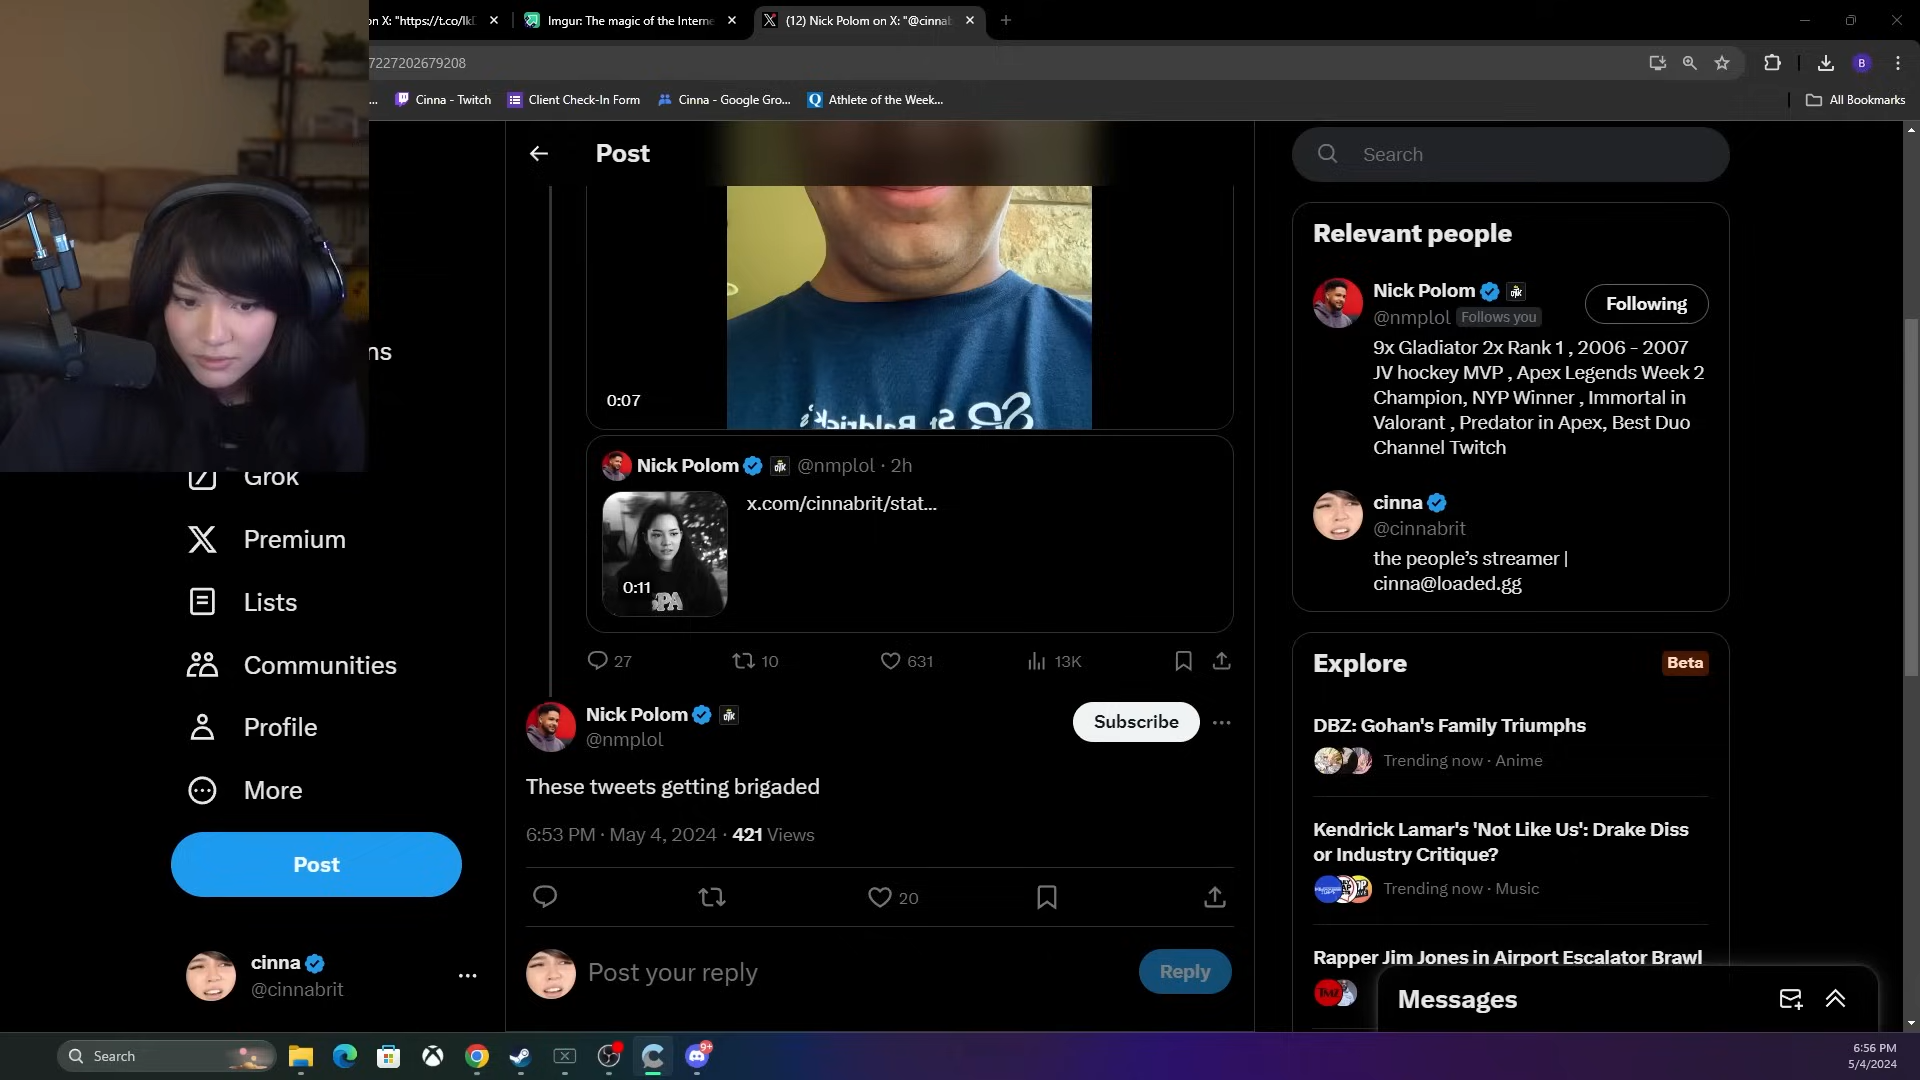 on X: "https://t.co/lkl
Imgur: The magic of the Interne
(12) Nick Polom on X: "@cinnab
7227202679208
B
...
Cinna - Twitch
Client Check-In Form
Cinna - Google Gro...
Athlete of the Week...
All Bookmarks
Post
Search
0:07
Relevant people
Nick Polom
@nmplol Follows you
Following
9x Gladiator 2x Rank 1 , 2006 - 2007
JV hockey MVP , Apex Legends Week 2
Champion, NYP Winner , Immortal in
Valorant , Predator in Apex, Best Duo
Channel Twitch
cinna
@cinnabrit
the people’s streamer |
cinna@loaded.gg
Nick Polom @nmplol · 2h
x.com/cinnabrit/stat...
0:11
27 10 631 13K
Nick Polom
@nmplol
Subscribe
These tweets getting brigaded
6:53 PM · May 4, 2024 · 421 Views
20
Post your reply
Reply
Explore
Beta
DBZ: Gohan's Family Triumphs
Trending now · Anime
Kendrick Lamar's 'Not Like Us': Drake Diss
or Industry Critique?
Trending now · Music
Rapper Jim Jones in Airport Escalator Brawl
TMZ
Messages
ns
Grok
Premium
Lists
Communities
Profile
More
Post
cinna
@cinnabrit
Search
9+
6:56 PM
5/4/2024